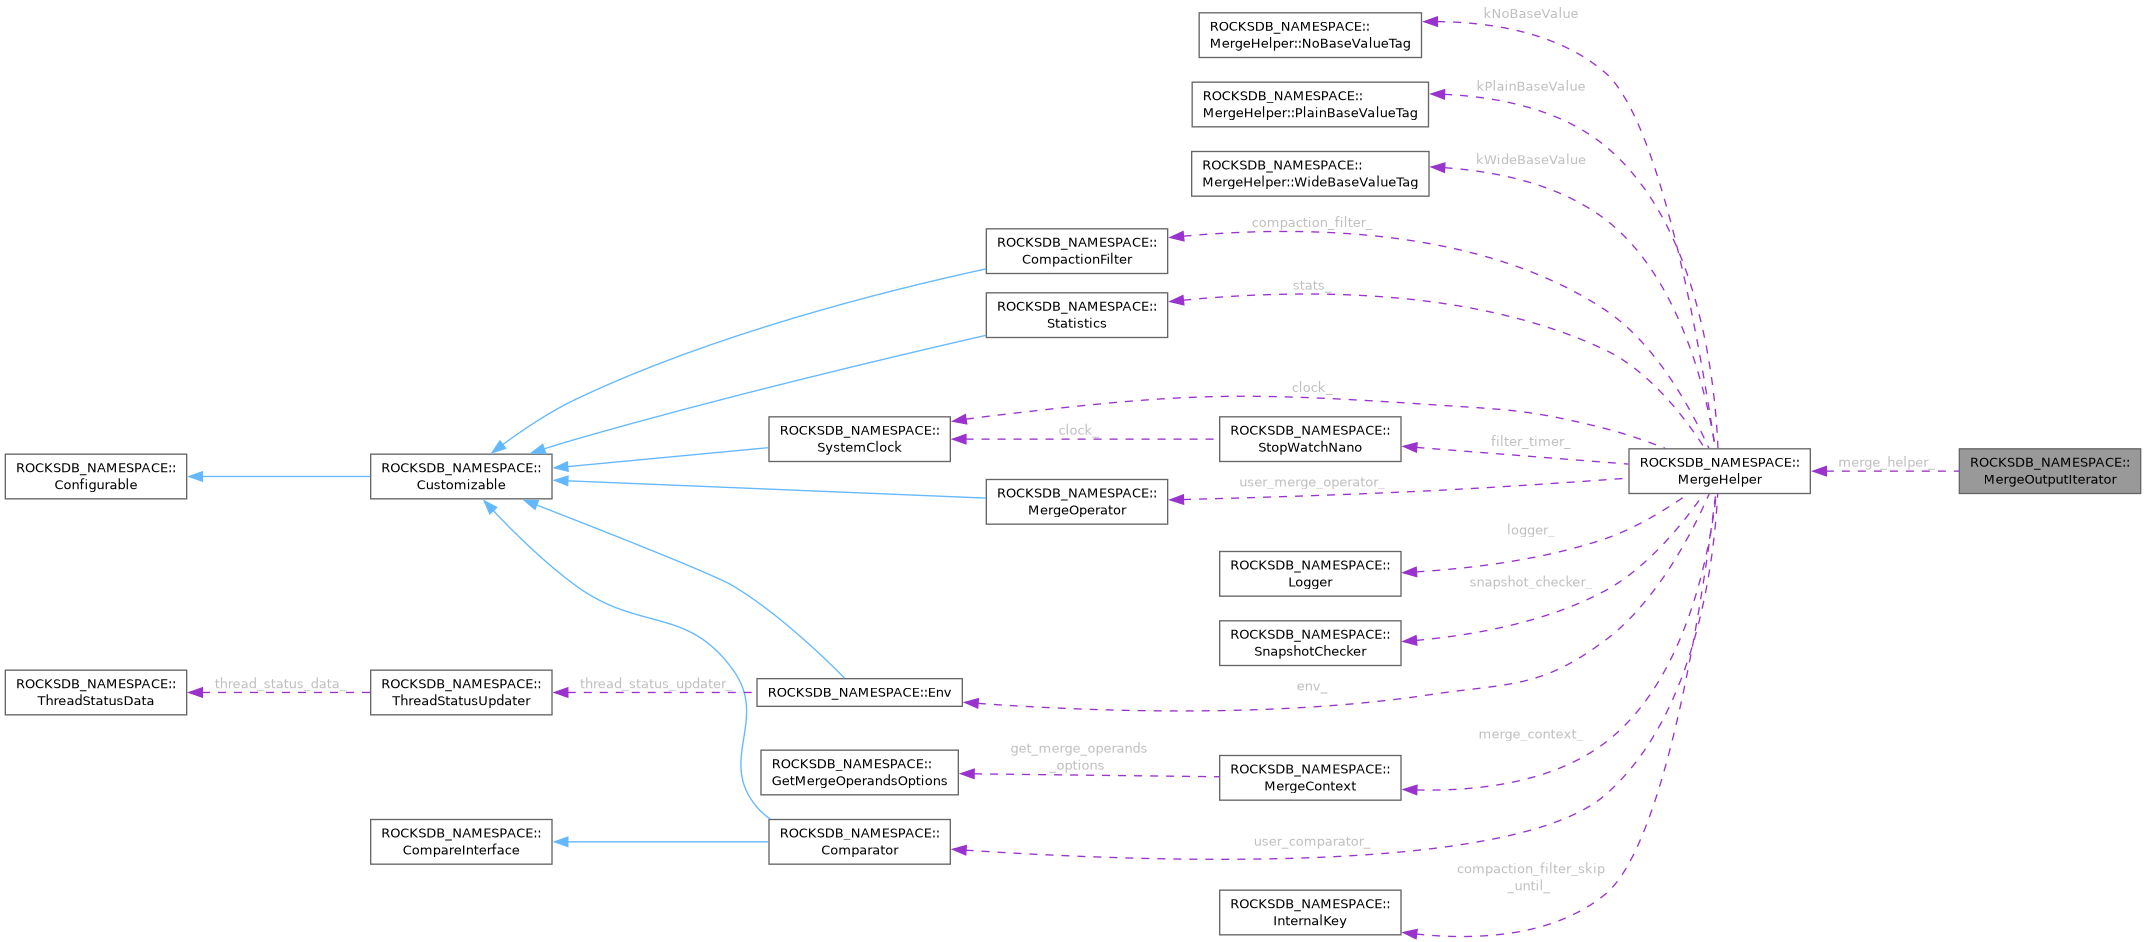 kNoBaseValue
ROCKSDB_NAMESPACE::
MergeHelper::NoBaseValueTag
kPlainBaseValue
ROCKSDB_NAMESPACE::
MergeHelper::PlainBaseValueTag
kWideBaseValue
ROCKSDB_NAMESPACE::
MergeHelper::WideBaseValueTag
compaction_filter_
ROCKSDB_NAMESPACE::
CompactionFilter
stats_
ROCKSDB_NAMESPACE::
Statistics
clock_
ROCKSDB_NAMESPACE::
SystemClock
clock_
ROCKSDB_NAMESPACE::
StopWatchNano
filter_timer_
ROCKSDB_NAMESPACE::
Configurable
ROCKSDB_NAMESPACE::
Customizable
ROCKSDB_NAMESPACE::
MergeHelper
merge_helper_
ROCKSDB_NAMESPACE::
MergeOutputIterator
user_merge_operator_
ROCKSDB_NAMESPACE::
MergeOperator
logger_
ROCKSDB_NAMESPACE::
Logger
snapshot_checker_
ROCKSDB_NAMESPACE::
SnapshotChecker
ROCKSDB_NAMESPACE::
ThreadStatusData
thread_status_data_
ROCKSDB_NAMESPACE::
ThreadStatusUpdater
thread_status_updater_
ROCKSDB_NAMESPACE::Env
env_
merge_context_
get_merge_operands
_options
ROCKSDB_NAMESPACE::
GetMergeOperandsOptions
ROCKSDB_NAMESPACE::
MergeContext
ROCKSDB_NAMESPACE::
CompareInterface
ROCKSDB_NAMESPACE::
Comparator
user_comparator_
compaction_filter_skip
_until_
ROCKSDB_NAMESPACE::
InternalKey